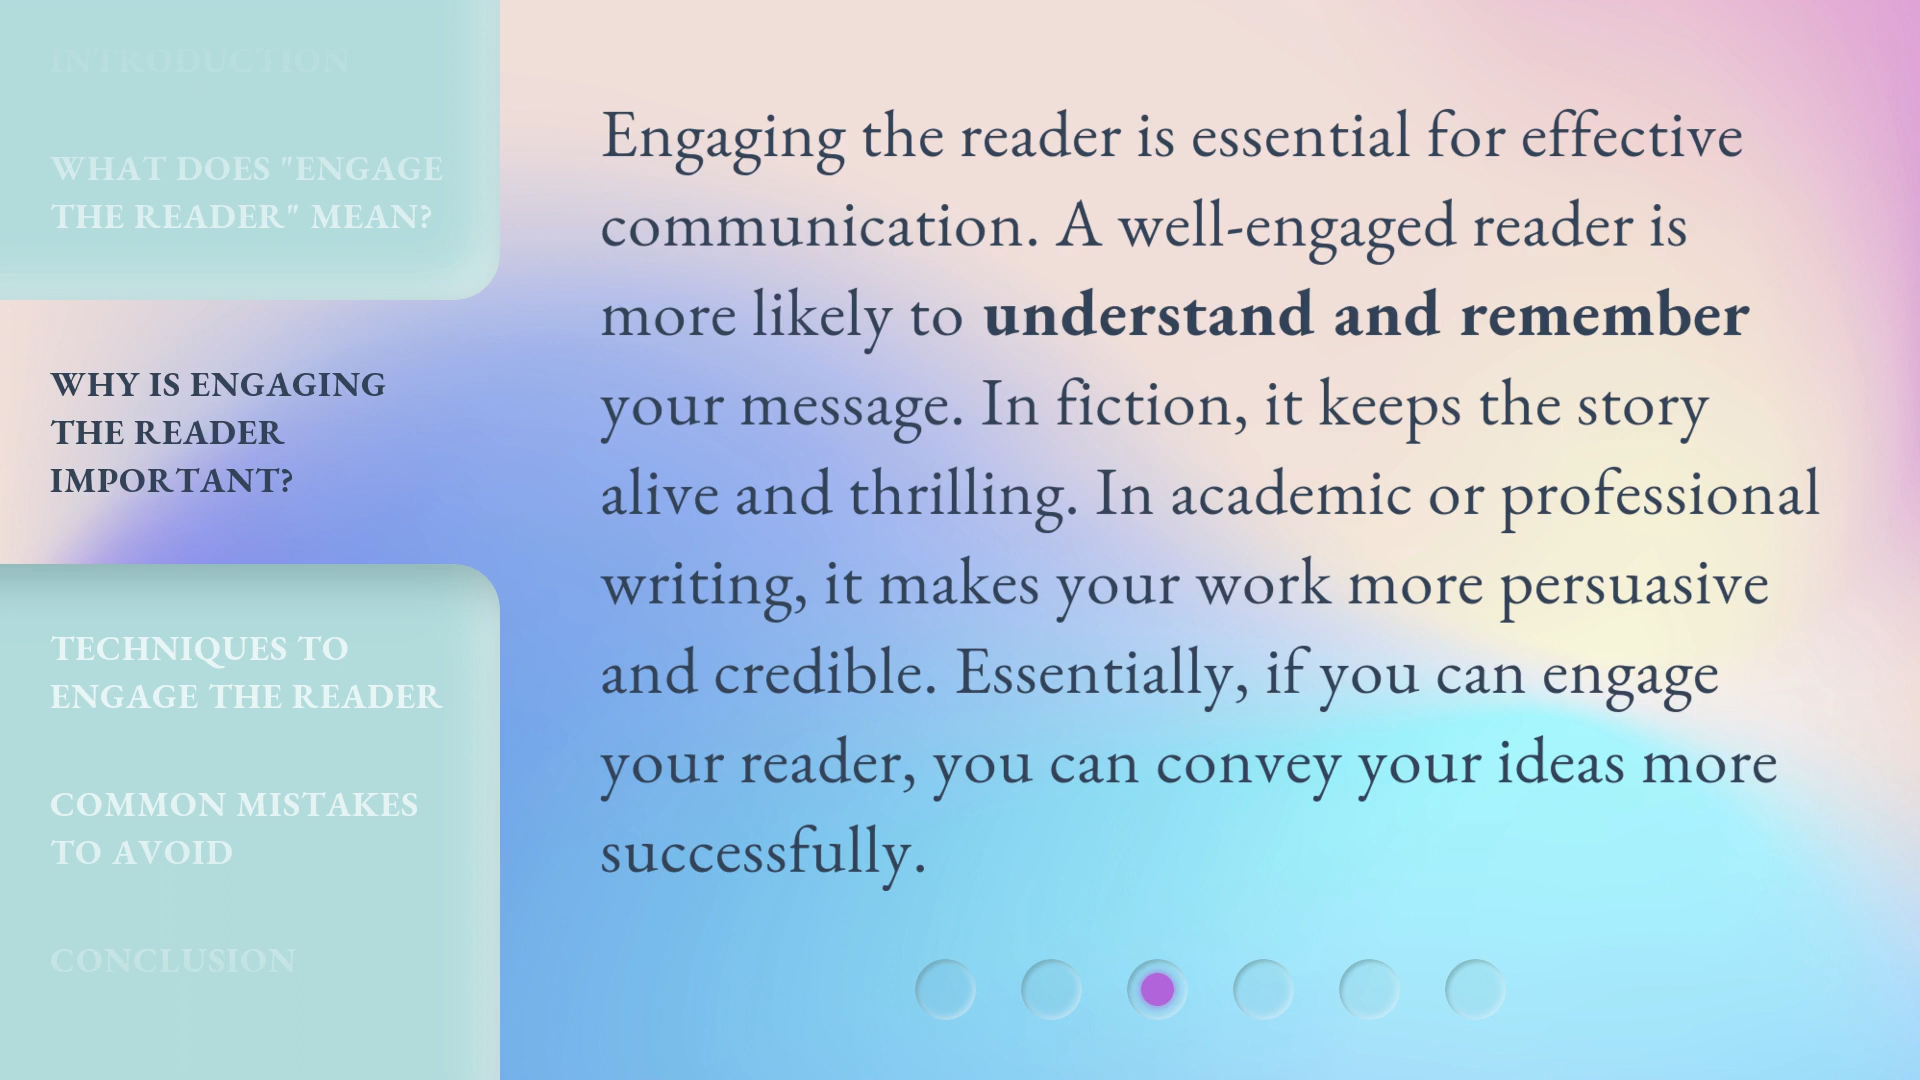 INTRODUCTION
WHAT DOES "ENGAGE
THE READER" MEAN?
WHY IS ENGAGING
THE READER
IMPORTANT?
TECHNIQUES TO
ENGAGE THE READER
COMMON MISTAKES
TO AVOID
CONCLUSION
Engaging the reader is essential for effective
communication. A well-engaged reader is
more likely to understand and remember
your message. In fiction, it keeps the story
alive and thrilling. In academic or professional
writing, it makes your work more persuasive
and credible. Essentially, if you can engage
your reader, you can convey your ideas more
successfully.